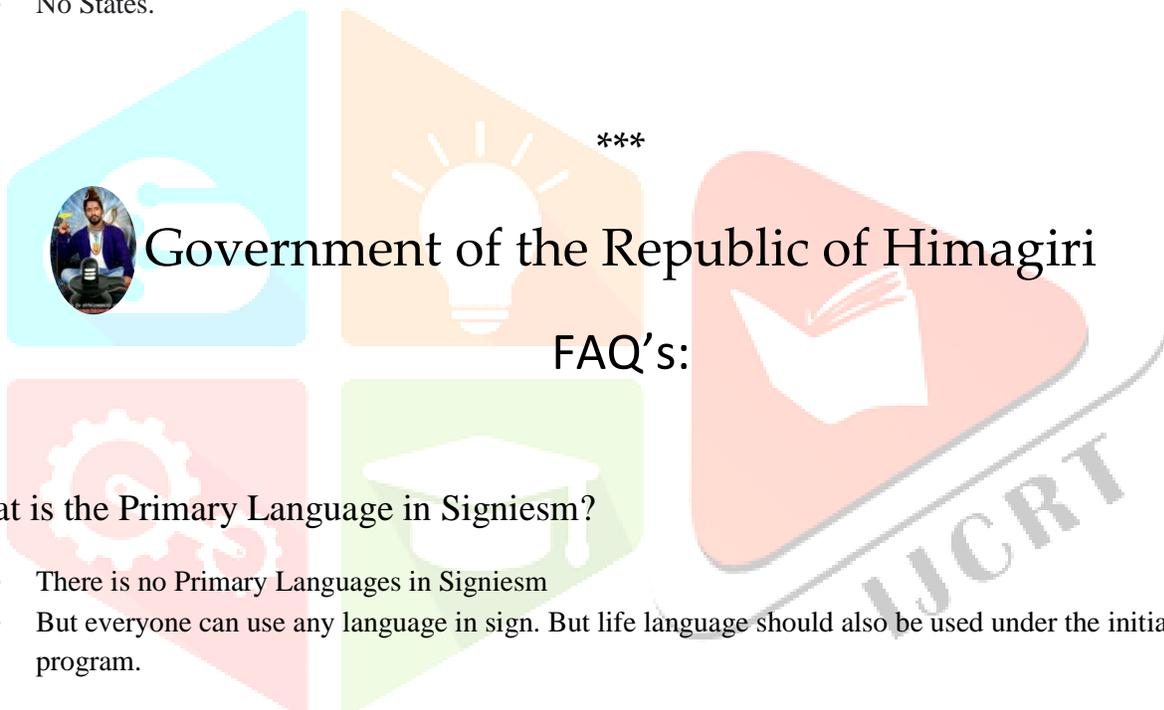 No States.
***
Government of the Republic of Himagiri
FAQ’s:
is the Primary Language in Signiesm?
There is no Primary Languages in Signiesm
But everyone can use any language in sign. But life language should also be used under the
program.
IJCRT